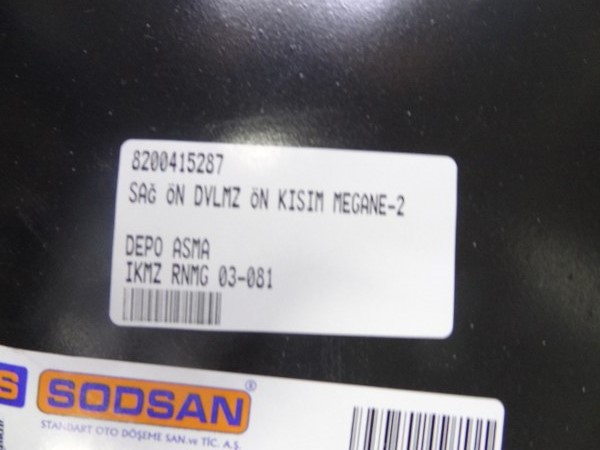 8200415287
SAĞ ÖN DVLMZ ÖN KISIM MEGANE-2
DEPO ASMA
IKMZ RNMG 03-081
S SODSAN®
STANDART OTO DÖŞEME SAN.ve TİC. A.Ş.